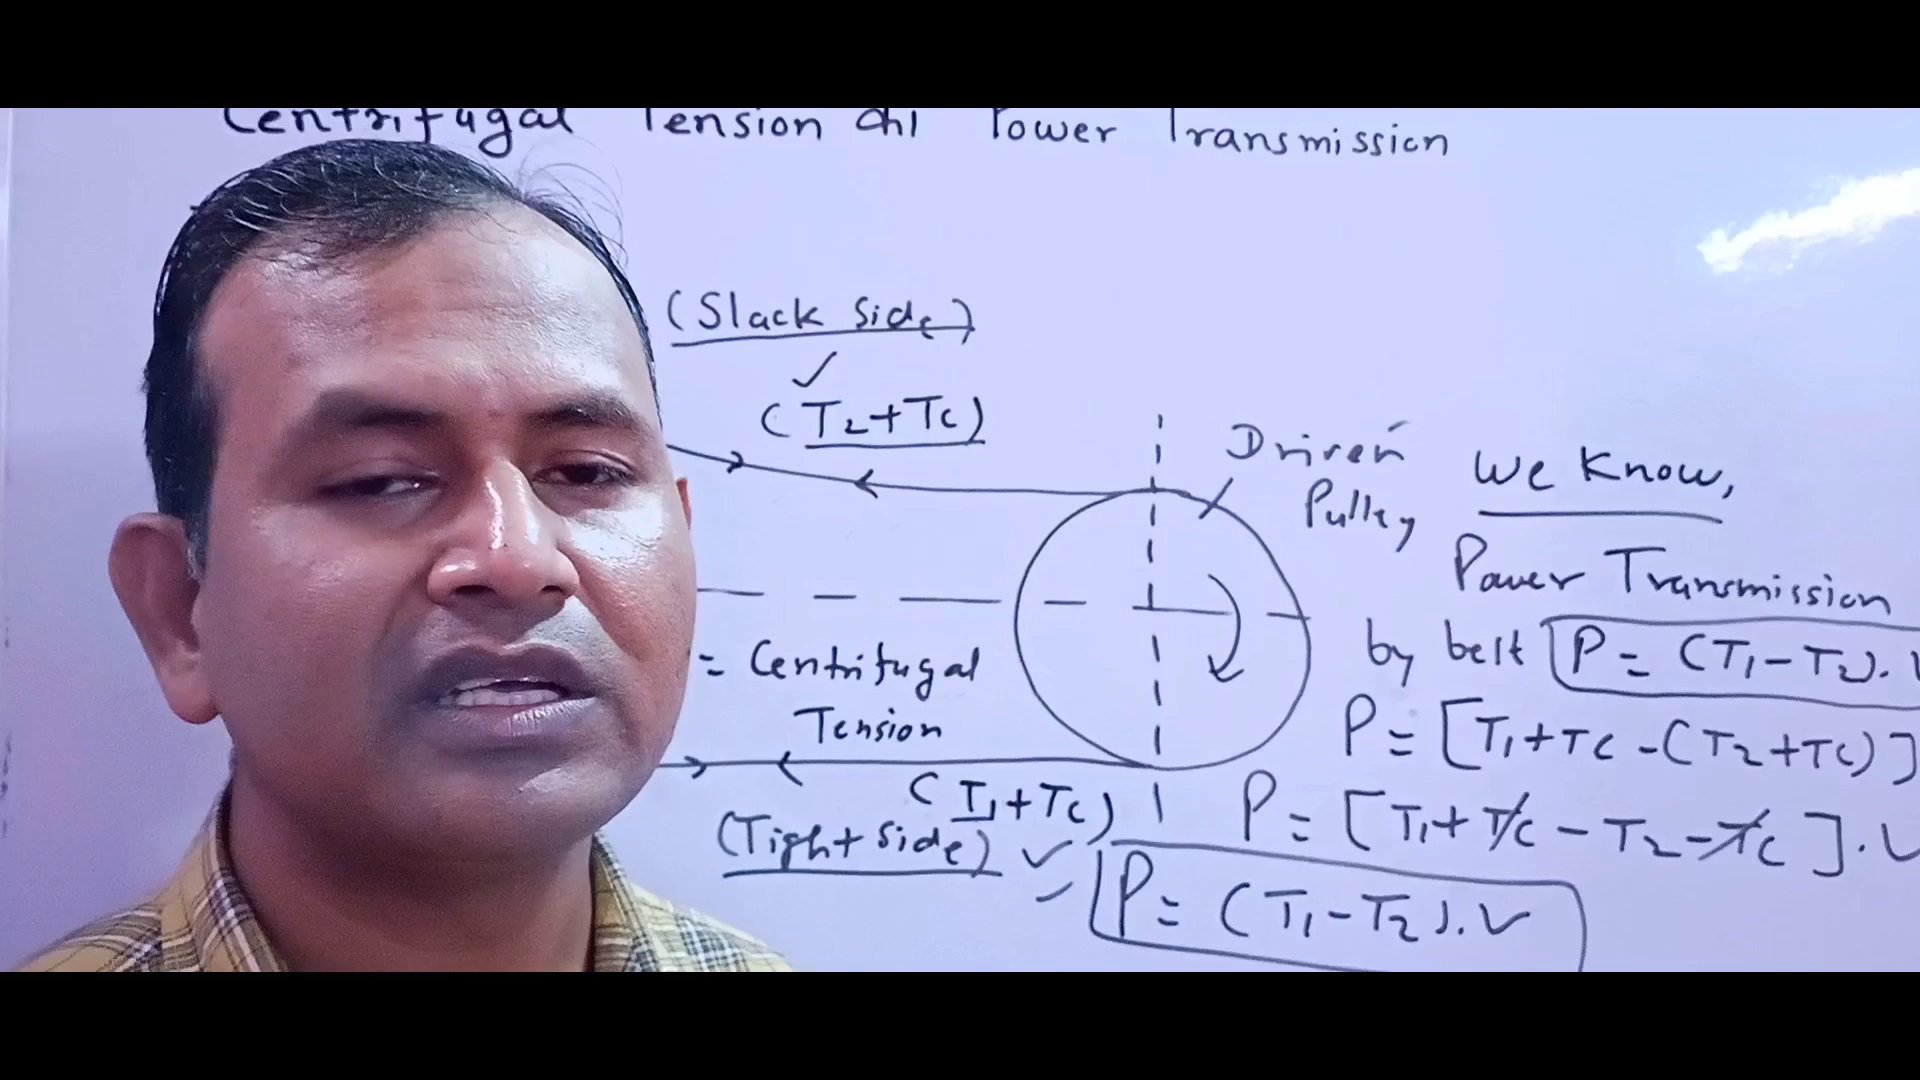 Centrifugal Tension on Power Transmission
(Slack Side)
(T₂+Tc)
Driven
Pulley
= Centrifugal
Tension
(T₁+Tc)
(Tight Side)
We Know,
Power Transmission
by belt P = (T₁-T₂).V
P = [T₁+Tc-(T₂+Tc)]
P = [T₁+Tc-T₂-Tc].V
P = (T₁-T₂).V